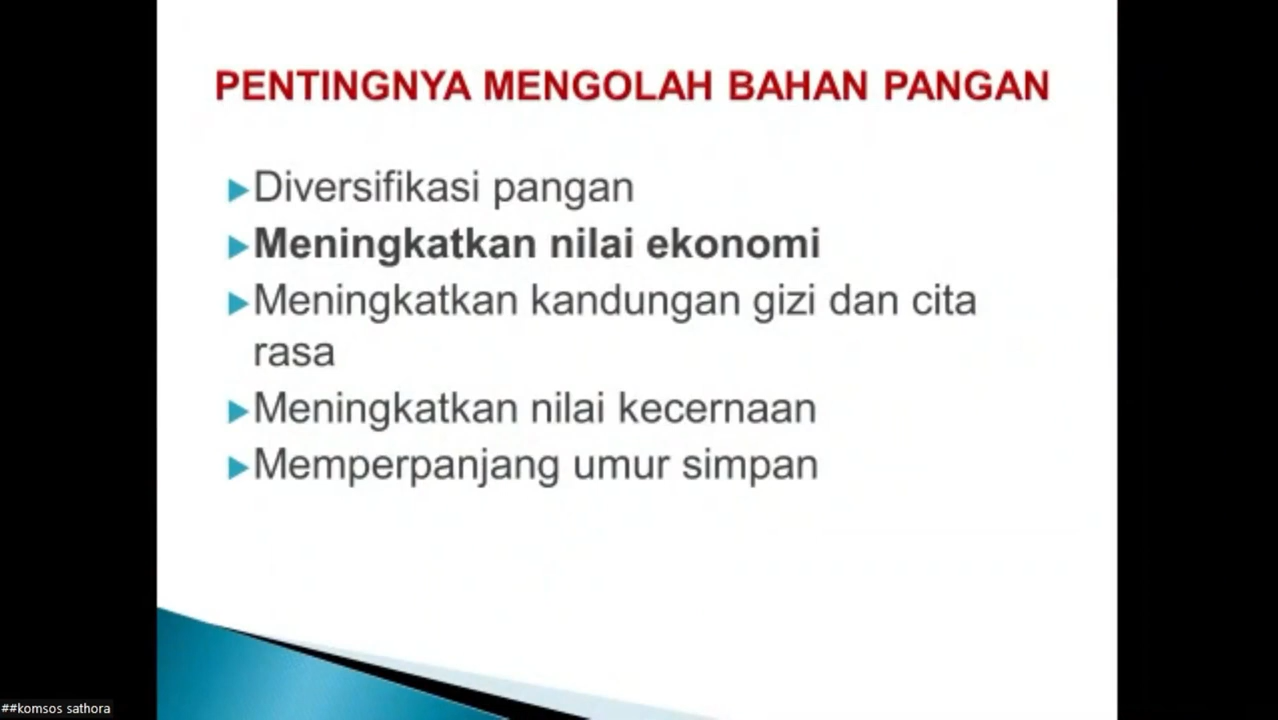 PENTINGNYA MENGOLAH BAHAN PANGAN
Diversifikasi pangan
Meningkatkan nilai ekonomi
Meningkatkan kandungan gizi dan cita
rasa
Meningkatkan nilai kecernaan
Memperpanjang umur simpan
##komsos sathora